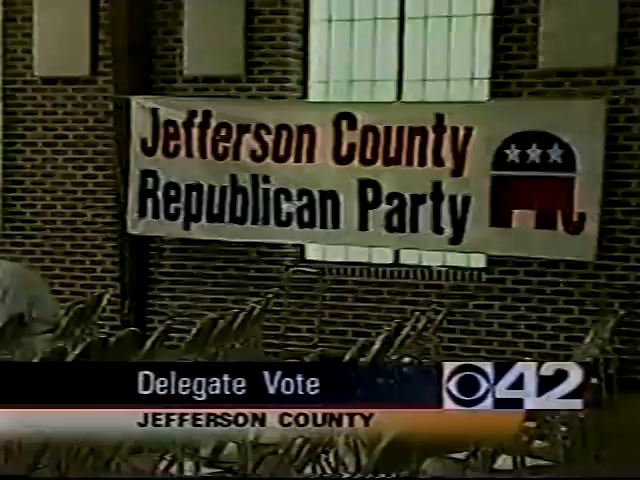 Jefferson County
Republican Party
Delegate Vote
42
JEFFERSON COUNTY